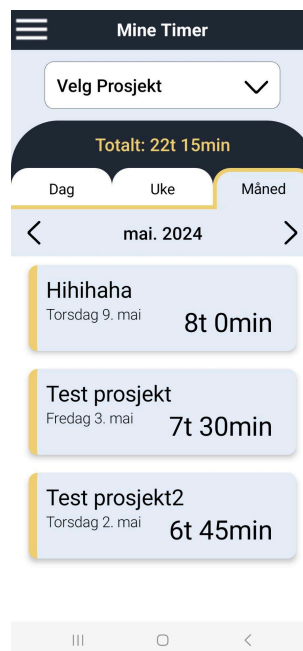 Mine Timer
Velg Prosjekt
Totalt: 22t 15min
Dag Uke Måned
mai. 2024
Hihihaha
Torsdag 9. mai
8t 0min
Test prosjekt
Fredag 3. mai
7t 30min
Test prosjekt2
Torsdag 2. mai
6t 45min